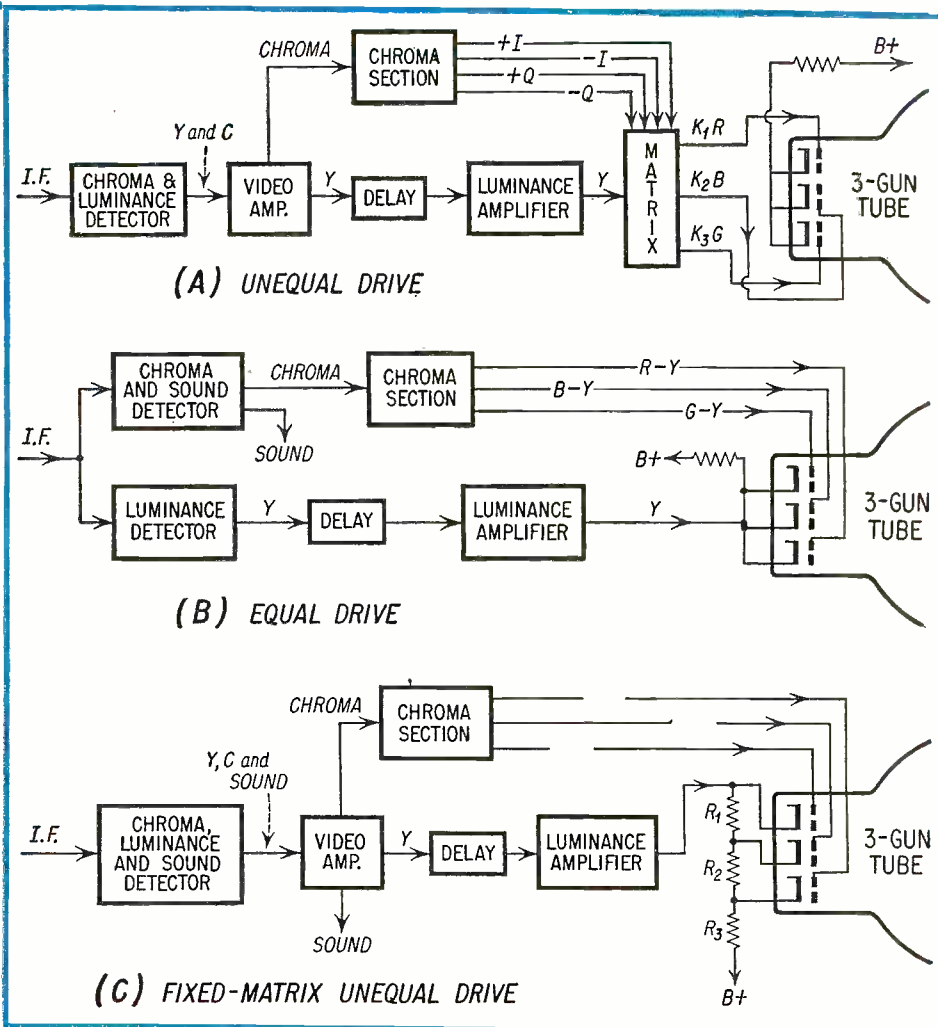 CHROMA
CHROMA
SECTION
+I
-I
+Q
-Q
B+
Y and C
I.F.
CHROMA &
LUMINANCE
DETECTOR
VIDEO
AMP.
Y
DELAY
LUMINANCE
AMPLIFIER
Y
MATRIX
K1R
K2B
K3G
3-GUN
TUBE
(A) UNEQUAL DRIVE
I.F.
CHROMA
AND SOUND
DETECTOR
CHROMA
SOUND
CHROMA
SECTION
R-Y
B-Y
G-Y
B+
LUMINANCE
DETECTOR
Y
DELAY
LUMINANCE
AMPLIFIER
Y
3-GUN
TUBE
(B) EQUAL DRIVE
CHROMA
CHROMA
SECTION
Y, C and
SOUND
I.F.
CHROMA,
LUMINANCE
AND SOUND
DETECTOR
VIDEO
AMP.
SOUND
Y
DELAY
LUMINANCE
AMPLIFIER
R1
R2
R3
B+
3-GUN
TUBE
(C) FIXED-MATRIX UNEQUAL DRIVE